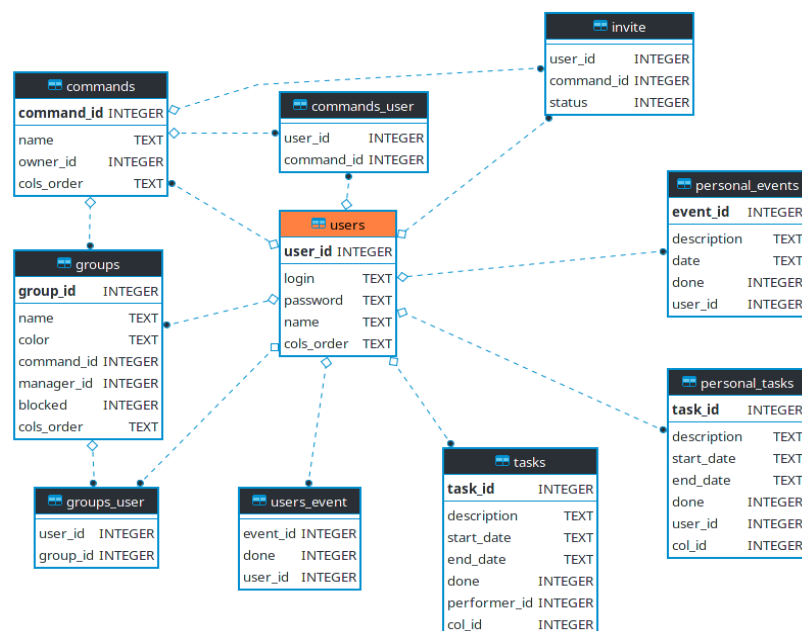 invite
user_id INTEGER
command_id INTEGER
status INTEGER
commands
command_id INTEGER
name TEXT
owner_id INTEGER
cols_order TEXT
commands_user
user_id INTEGER
command_id INTEGER
personal_events
event_id INTEGER
description TEXT
date TEXT
done INTEGER
user_id INTEGER
users
user_id INTEGER
login TEXT
password TEXT
name TEXT
cols_order TEXT
groups
group_id INTEGER
name TEXT
color TEXT
command_id INTEGER
manager_id INTEGER
blocked INTEGER
cols_order TEXT
personal_tasks
task_id INTEGER
description TEXT
start_date TEXT
end_date TEXT
done INTEGER
user_id INTEGER
col_id INTEGER
tasks
task_id INTEGER
description TEXT
start_date TEXT
end_date TEXT
done INTEGER
performer_id INTEGER
col_id INTEGER
groups_user
user_id INTEGER
group_id INTEGER
users_event
event_id INTEGER
done INTEGER
user_id INTEGER